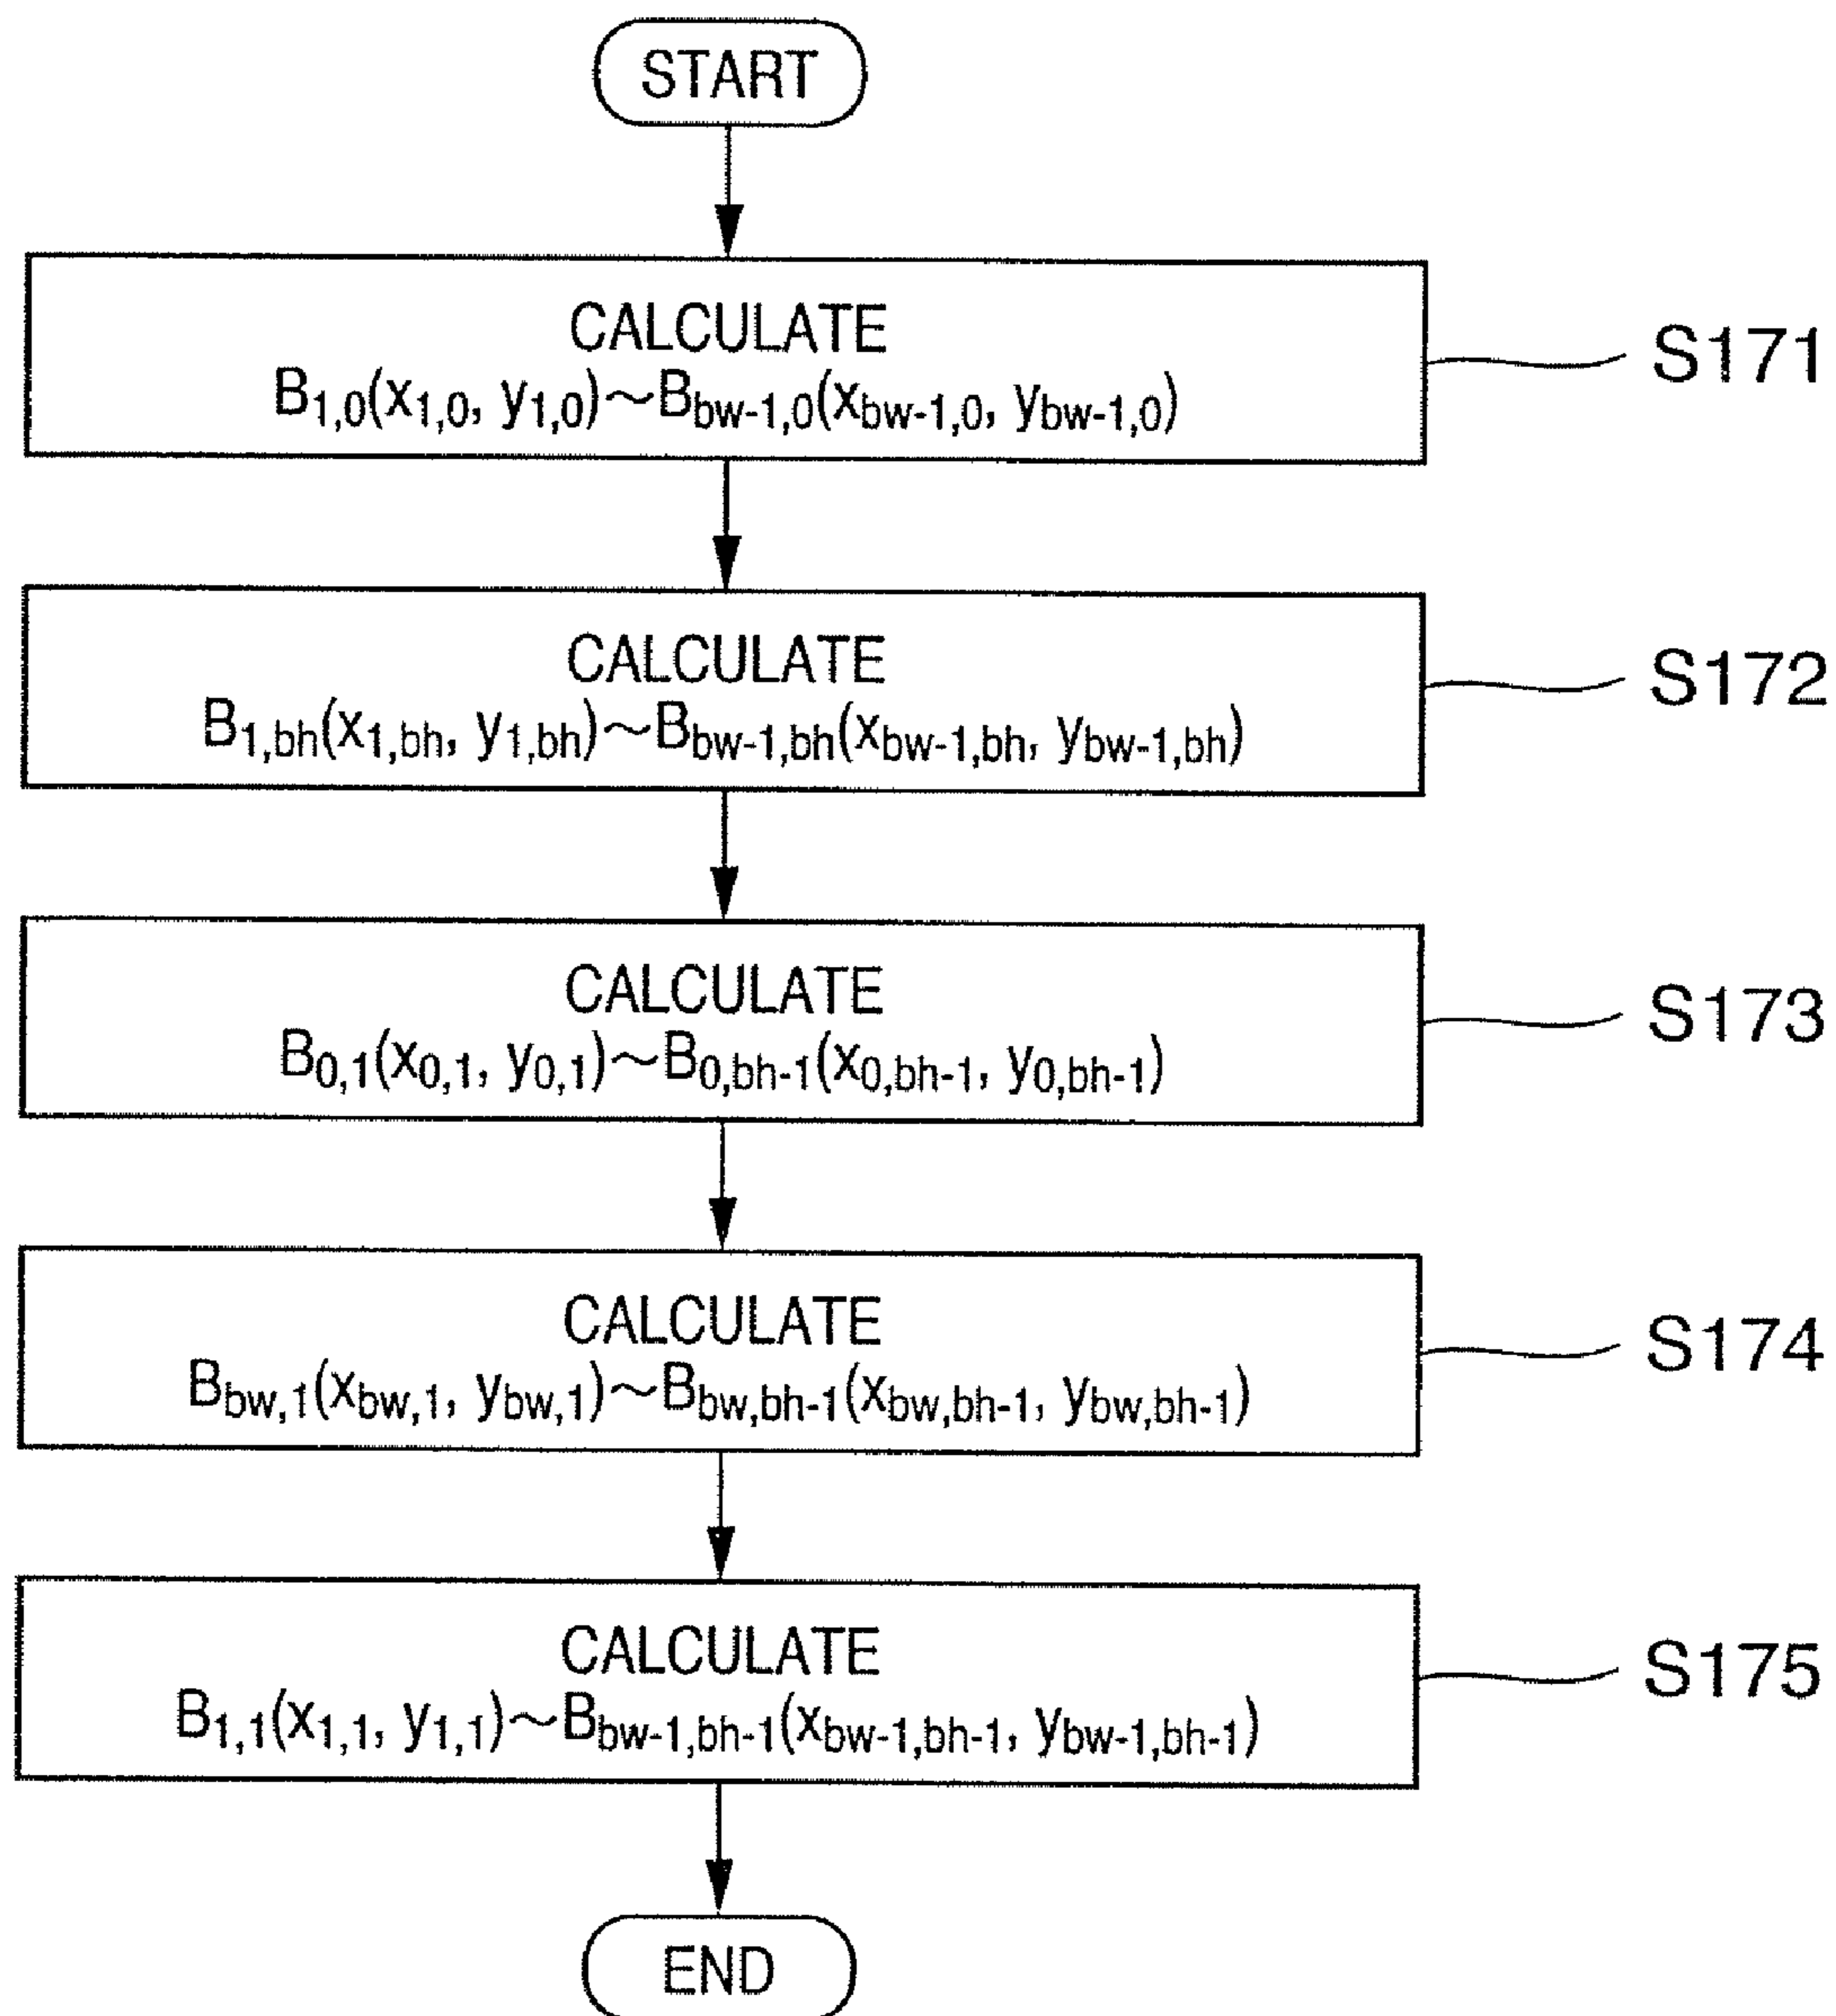 START
CALCULATE
B1,0(x1,0, y1,0)~Bbw-1,0(xbw-1,0, ybw-1,0)
S171
CALCULATE
B1,bh(x1,bh, y1,bh)~Bbw-1,bh(xbw-1,bh, ybw-1,bh)
S172
CALCULATE
B0,1(x0,1, y0,1)~B0,bh-1(x0,bh-1, y0,bh-1)
S173
CALCULATE
Bbw,1(xbw,1, ybw,1)~Bbw,bh-1(xbw,bh-1, ybw,bh-1)
S174
CALCULATE
B1,1(x1,1, y1,1)~Bbw-1,bh-1(xbw-1,bh-1, ybw-1,bh-1)
S175
END